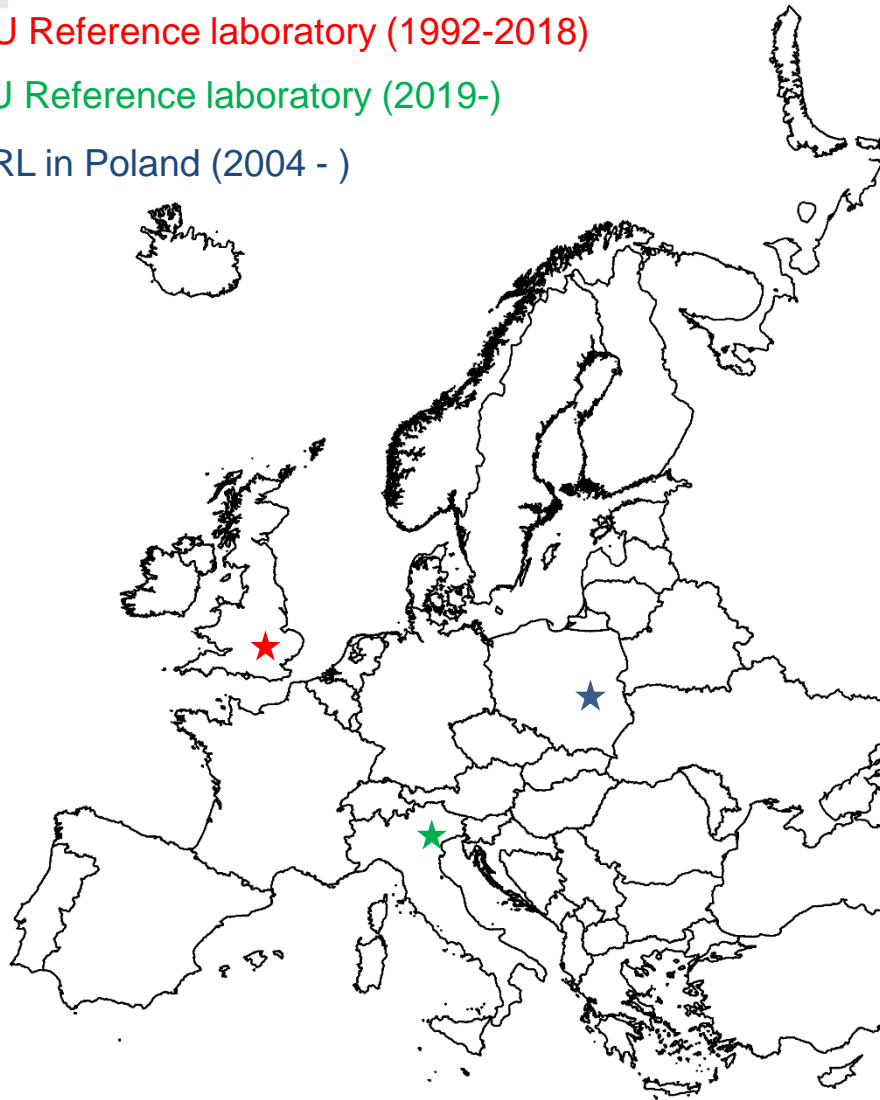 U Reference laboratory (1992-2018)
U Reference laboratory (2019-)
RL in Poland (2004 - )